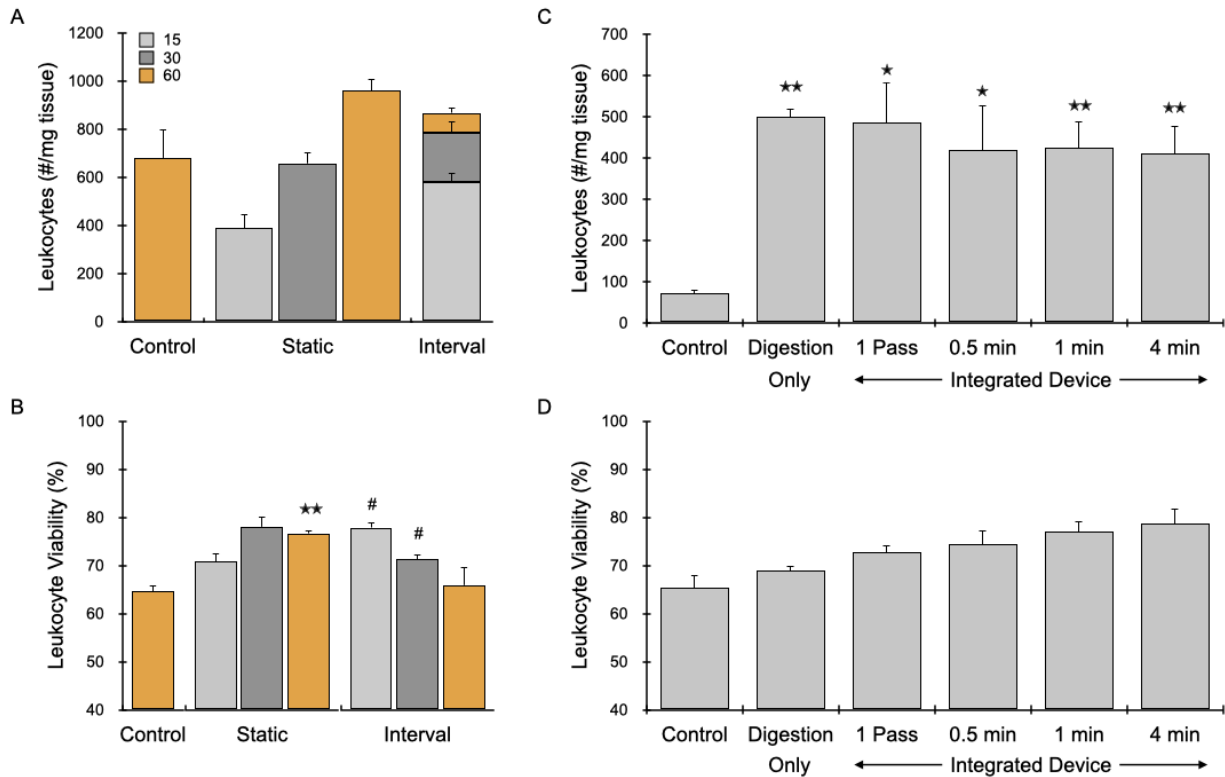 A
Leukocytes (#/mg tissue)
1200
1000
800
600
400
200
0
15
30
60
Control
Static
Interval
B
Leukocyte Viability (%)
100
90
80
70
60
50
40
★★
#
#
Control
Static
Interval
C
Leukocytes (#/mg tissue)
700
600
500
400
300
200
100
0
★★
★
★
★★
★★
Control
Digestion
Only
1 Pass
0.5 min
1 min
4 min
Integrated Device
D
Leukocyte Viability (%)
100
90
80
70
60
50
40
Control
Digestion
Only
1 Pass
0.5 min
1 min
4 min
Integrated Device